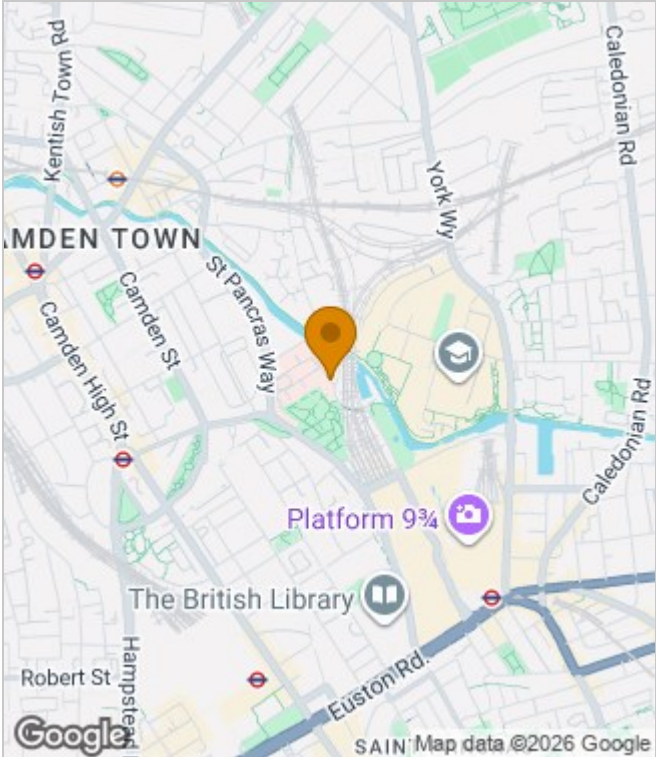 Kentish Town Rd
Caledonian Rd
York Wy
AMDEN TOWN
St Pancras Way
Camden St
Camden High St
Caledonian Rd
Platform 9¾
The British Library
Robert St
Hampstead
Euston Rd.
Google
SAIN
Map data ©2026 Google